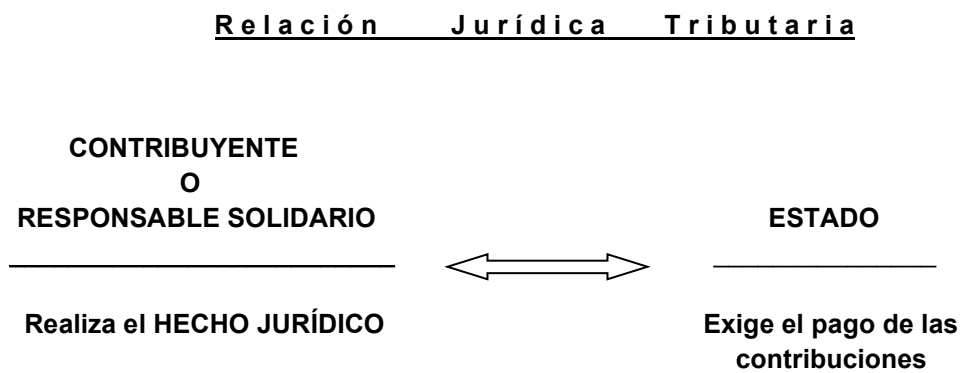 Relación Jurídica Tributaria
CONTRIBUYENTE
O
RESPONSABLE SOLIDARIO
ESTADO
Realiza el HECHO JURÍDICO
Exige el pago de las
contribuciones